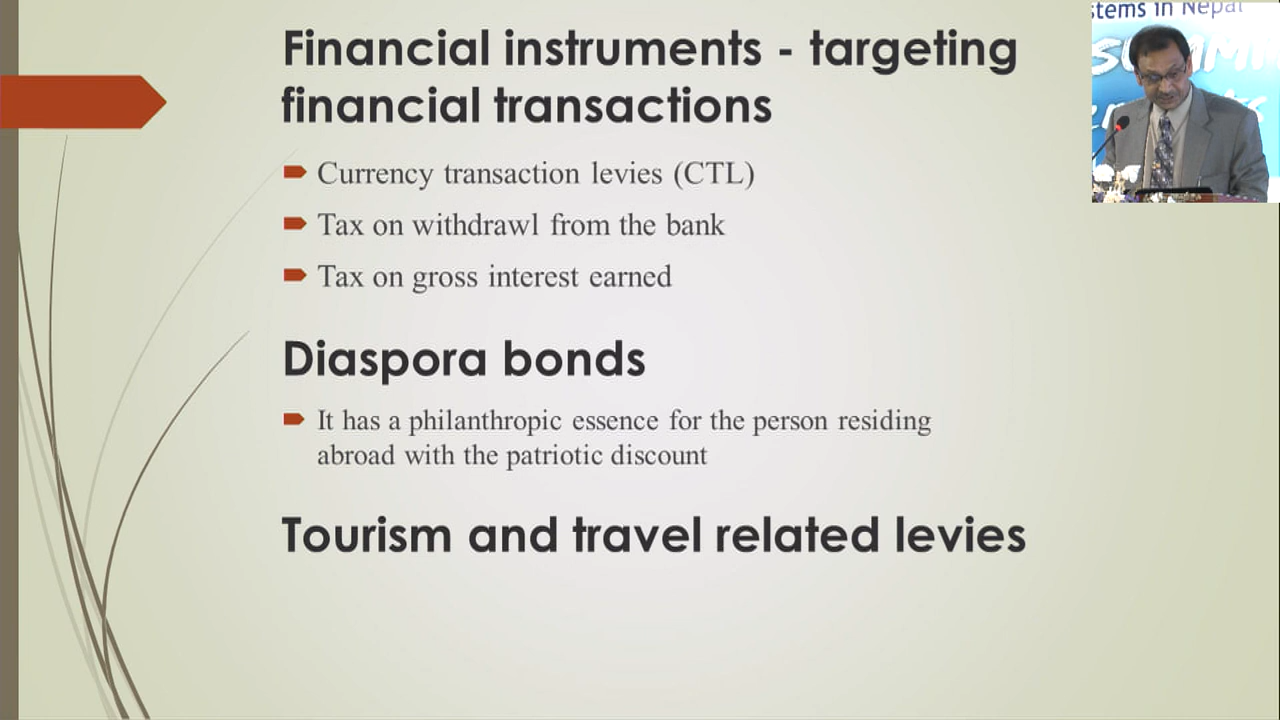 Financial instruments - targeting
financial transactions
Currency transaction levies (CTL)
Tax on withdrawl from the bank
Tax on gross interest earned
Diaspora bonds
It has a philanthropic essence for the person residing
abroad with the patriotic discount
Tourism and travel related levies
stems in Nepal